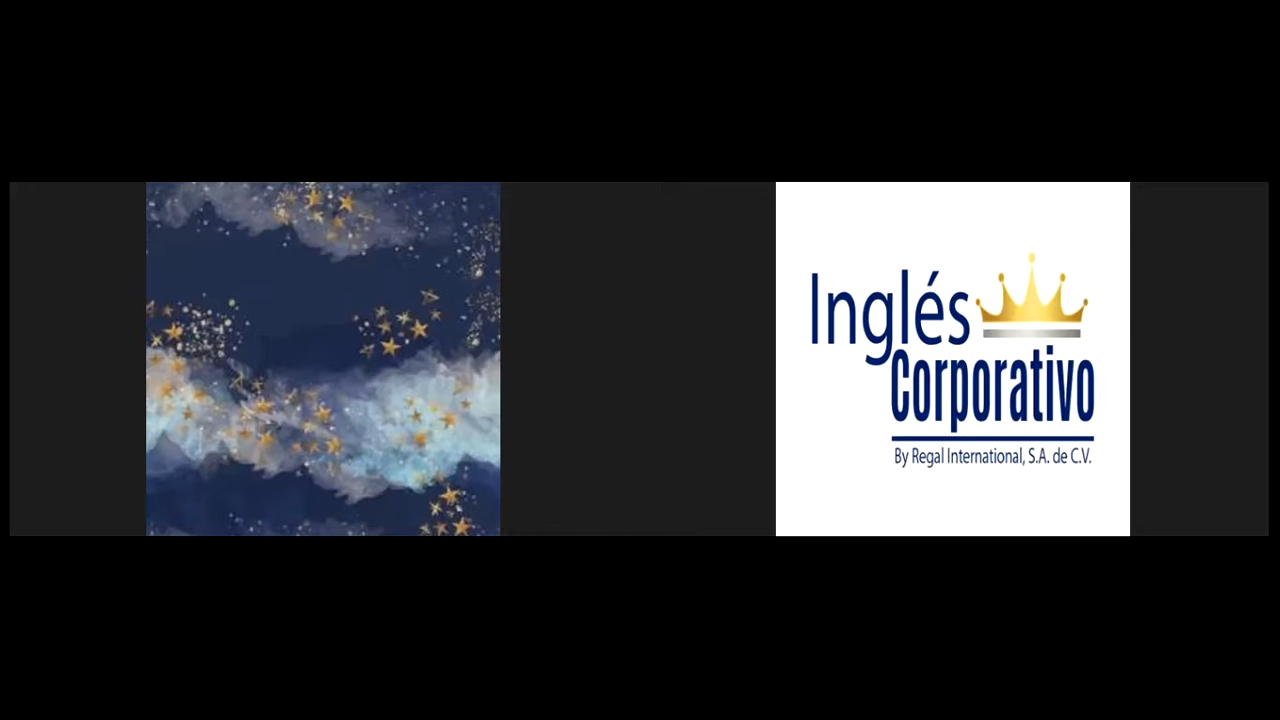 Inglés
Corporativo
By Regal International, S.A. de C.V.